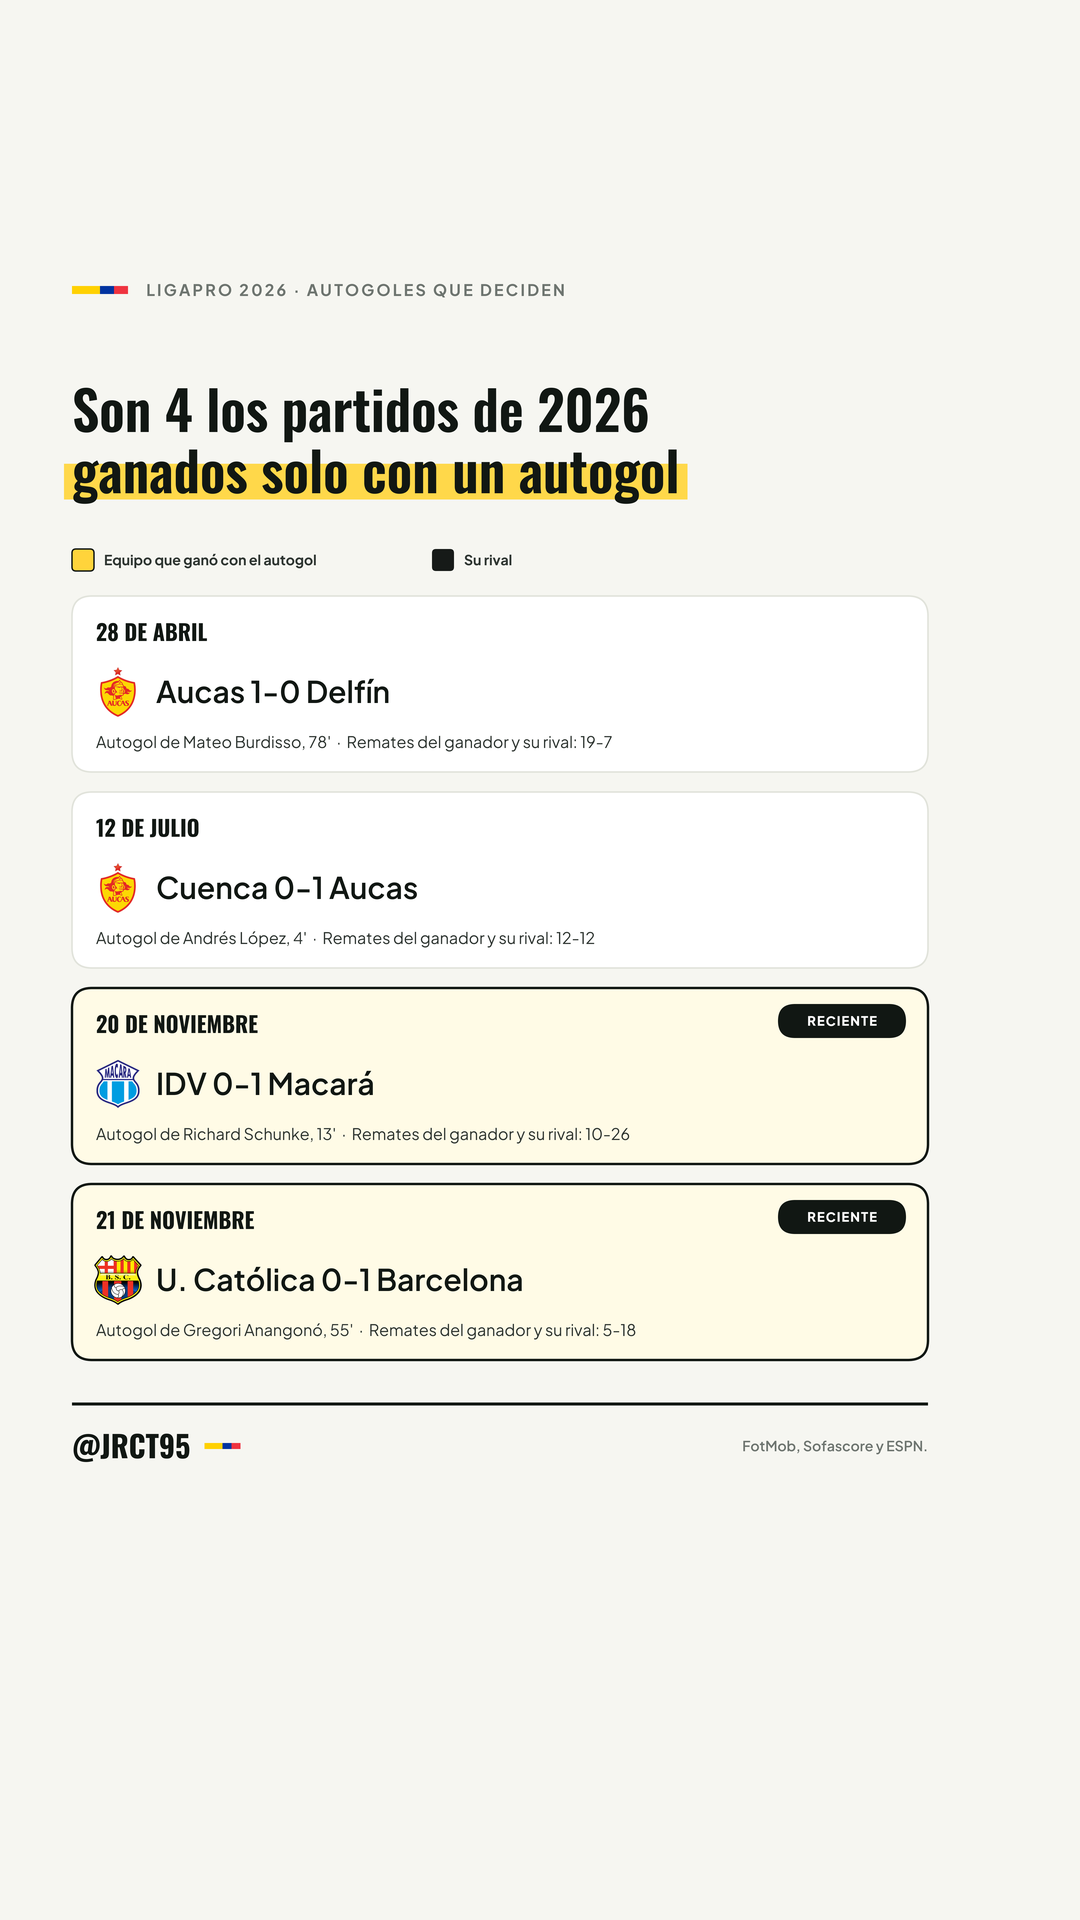 LIGAPRO 2026 · AUTOGOLES QUE DECIDEN
Son 4 los partidos de 2026
ganados solo con un autogol
Equipo que ganó con el autogol
Su rival
28 DE ABRIL
AUCAS
Aucas 1-0 Delfín
Autogol de Mateo Burdisso, 78' · Remates del ganador y su rival: 19-7
12 DE JULIO
AUCAS
Cuenca 0-1 Aucas
Autogol de Andrés López, 4' · Remates del ganador y su rival: 12-12
20 DE NOVIEMBRE
RECIENTE
MACARA
IDV 0-1 Macará
Autogol de Richard Schunke, 13' · Remates del ganador y su rival: 10-26
21 DE NOVIEMBRE
RECIENTE
B. S. C.
U. Católica 0-1 Barcelona
Autogol de Gregori Anangonó, 55' · Remates del ganador y su rival: 5-18
@JRCT95
FotMob, Sofascore y ESPN.